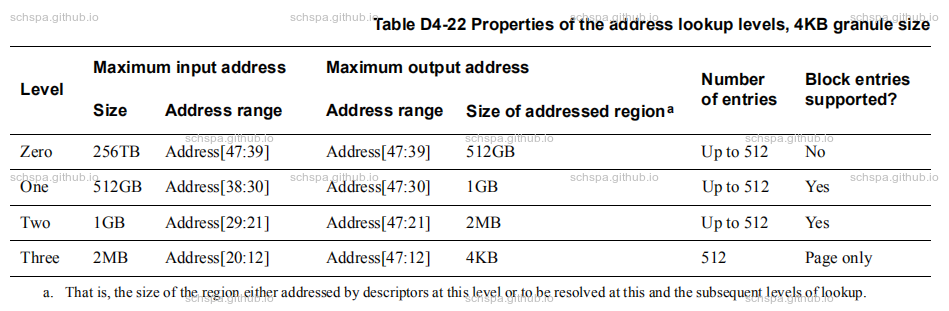 schspa.github.io schspa.github.io schspa.github.io schspa.github.io
Table D4-22 Properties of the address lookup levels, 4KB granule size
Level Maximum input address Maximum output address Number of entries Block entries supported?
Size Address range Address range Size of addressed region a
schspa.github.io schspa.github.io
Zero 256TB Address[47:39] Address[47:39] 512GB Up to 512 No
schspa.github.io schspa.github.io schspa.github.io schspa.github.io
One 512GB Address[38:30] Address[47:30] 1GB Up to 512 Yes
Two 1GB Address[29:21] Address[47:21] 2MB Up to 512 Yes
Three 2MB Address[20:12] Address[47:12] 4KB 512 Page only
a. That is, the size of the region either addressed by descriptors at this level or to be resolved at this and the subsequent levels of lookup.
schspa.github.io schspa.github.io